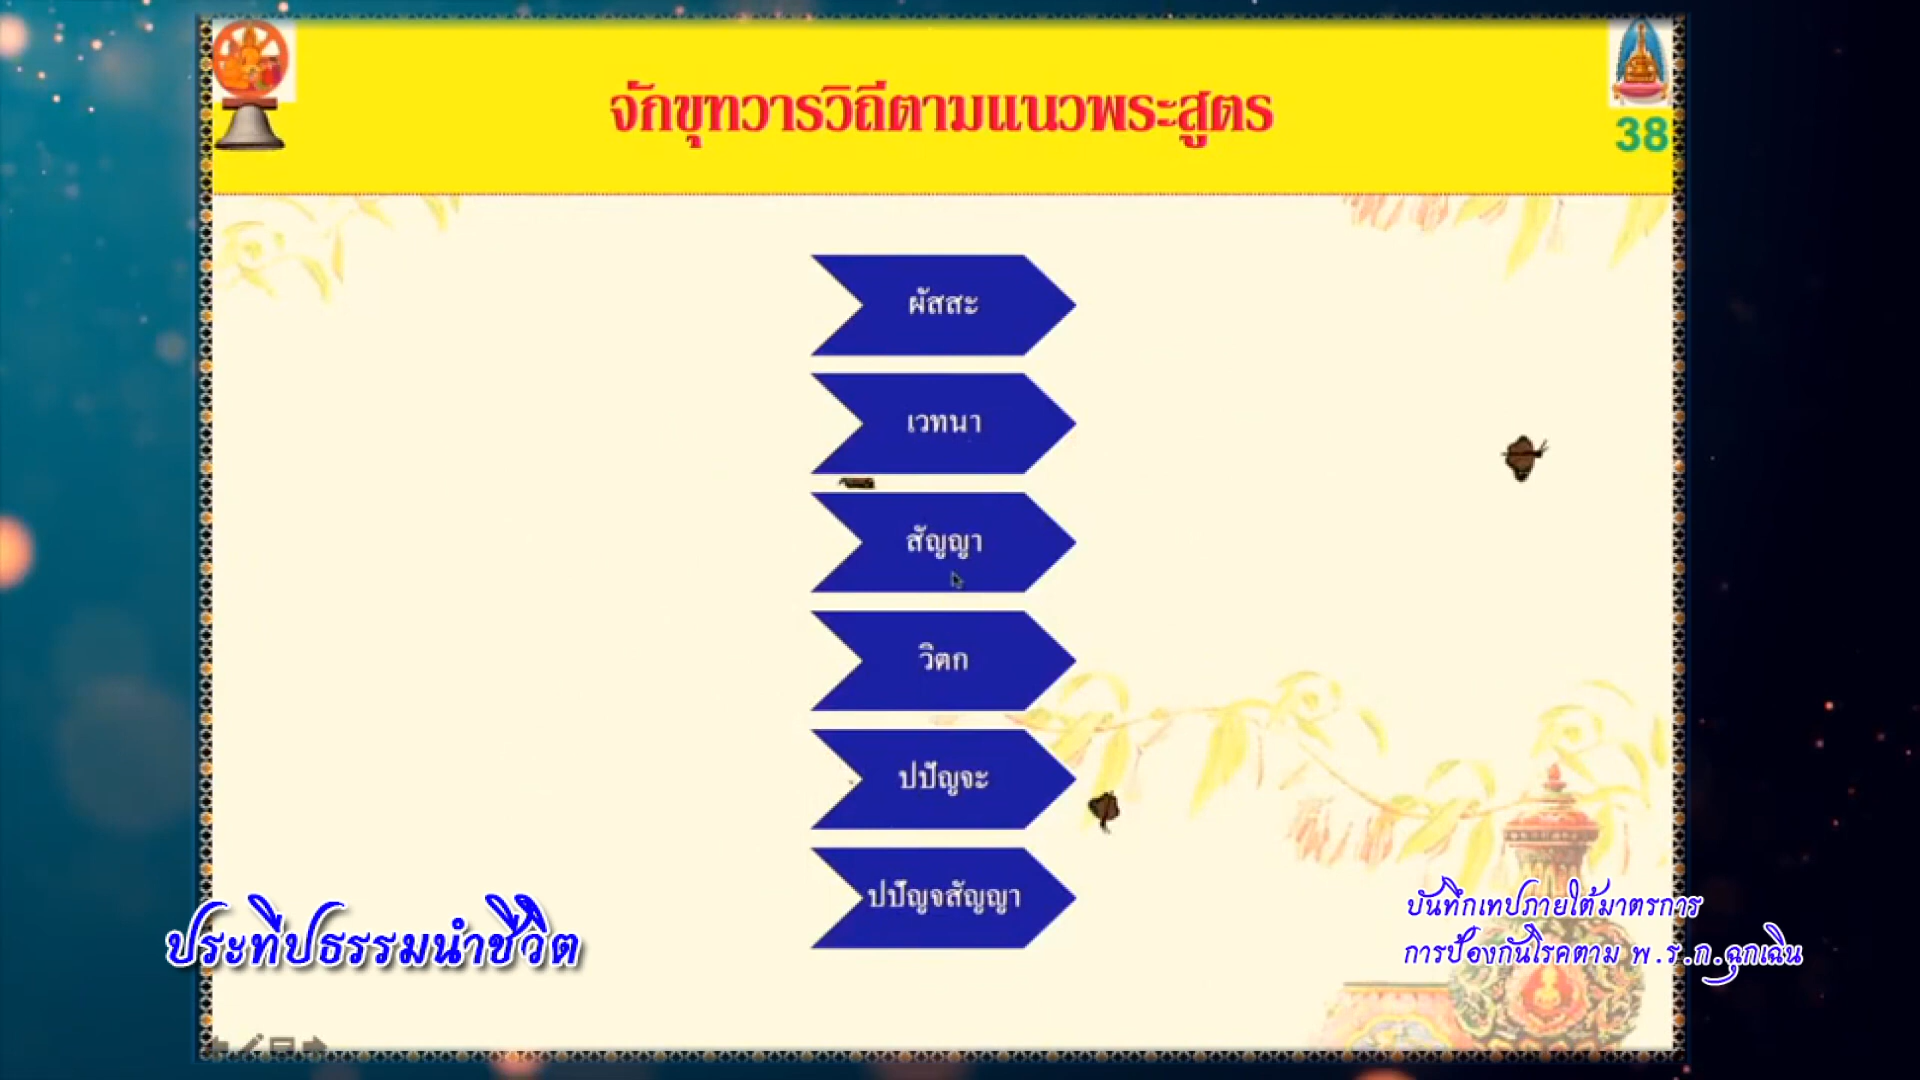 จักขุทวารวิถีตามแนวพระสูตร
38
ผัสสะ
เวทนา
สัญญา
วิตก
ปปัญจะ
ปปัญจสัญญา
ประทีปธรรมนำชีวิต
บันทึกเทปภายใต้มาตรการ
การป้องกันโรคตาม พ.ร.ก.ฉุกเฉิน